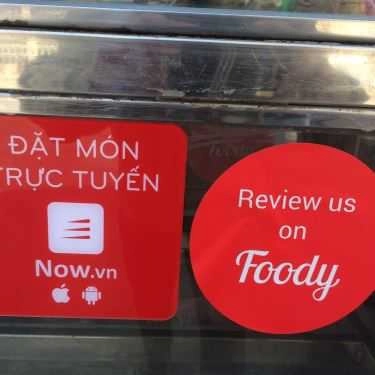 ĐẶT MÓN
TRỰC TUYẾN
Now.vn
Review us
on
Foody